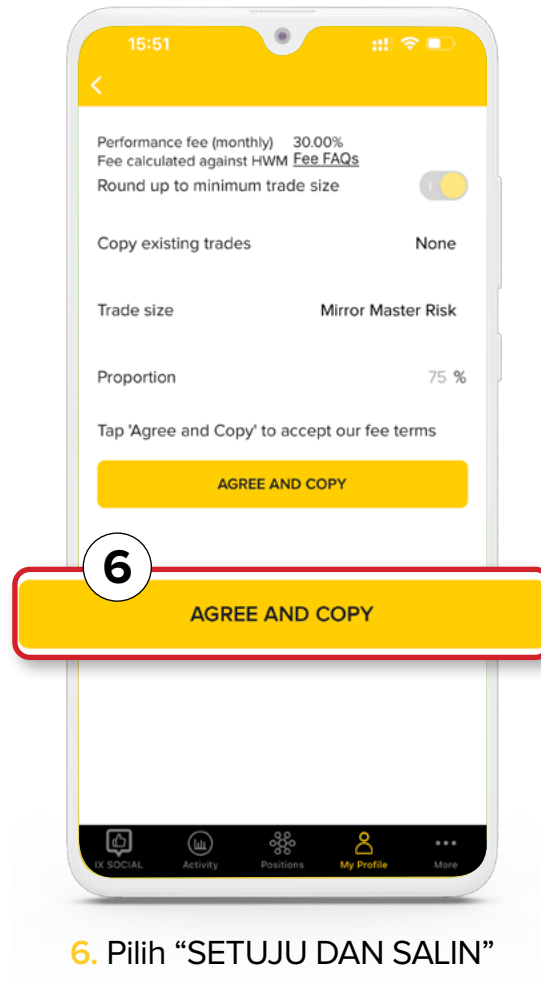 15:51
Performance fee (monthly) 30.00%
Fee calculated against HWM Fee FAQs
Round up to minimum trade size
Copy existing trades None
Trade size Mirror Master Risk
Proportion 75 %
Tap 'Agree and Copy' to accept our fee terms
AGREE AND COPY
6
AGREE AND COPY
IX SOCIAL Activity Positions My Profile More
6. Pilih “SETUJU DAN SALIN”